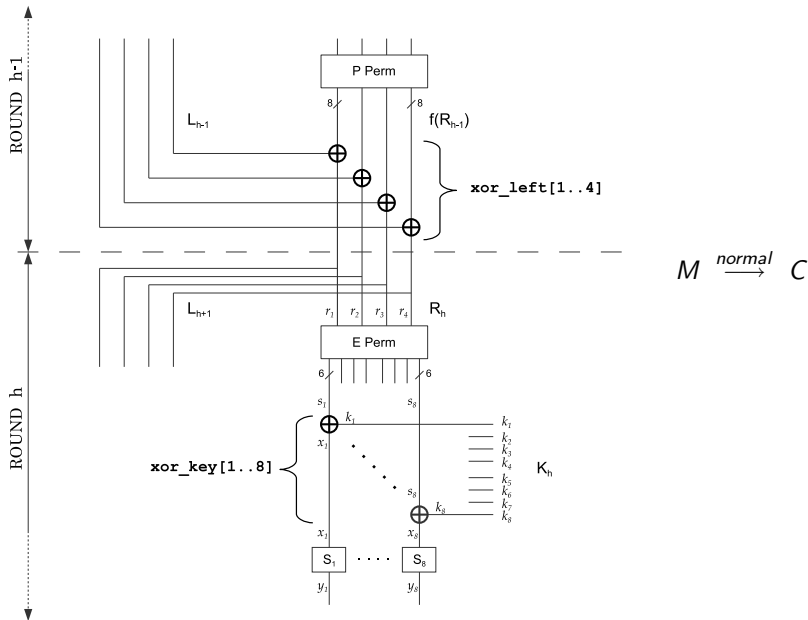 ROUND h-1
P Perm
8 8
L_{h-1} f(R_{h-1})
xor_left[1..4]
M normal C
ROUND h
L_{h+1} r_1 r_2 r_3 r_4 R_h
E Perm
6 6
s_1 s_8
k_1 k_1
x_1 k_2
k_3
xor_key[1..8] k_4 K_h
k_5
s_8 k_6
k_7
k_8 k_8
x_1 x_8
S_1 S_8
y_1 y_8